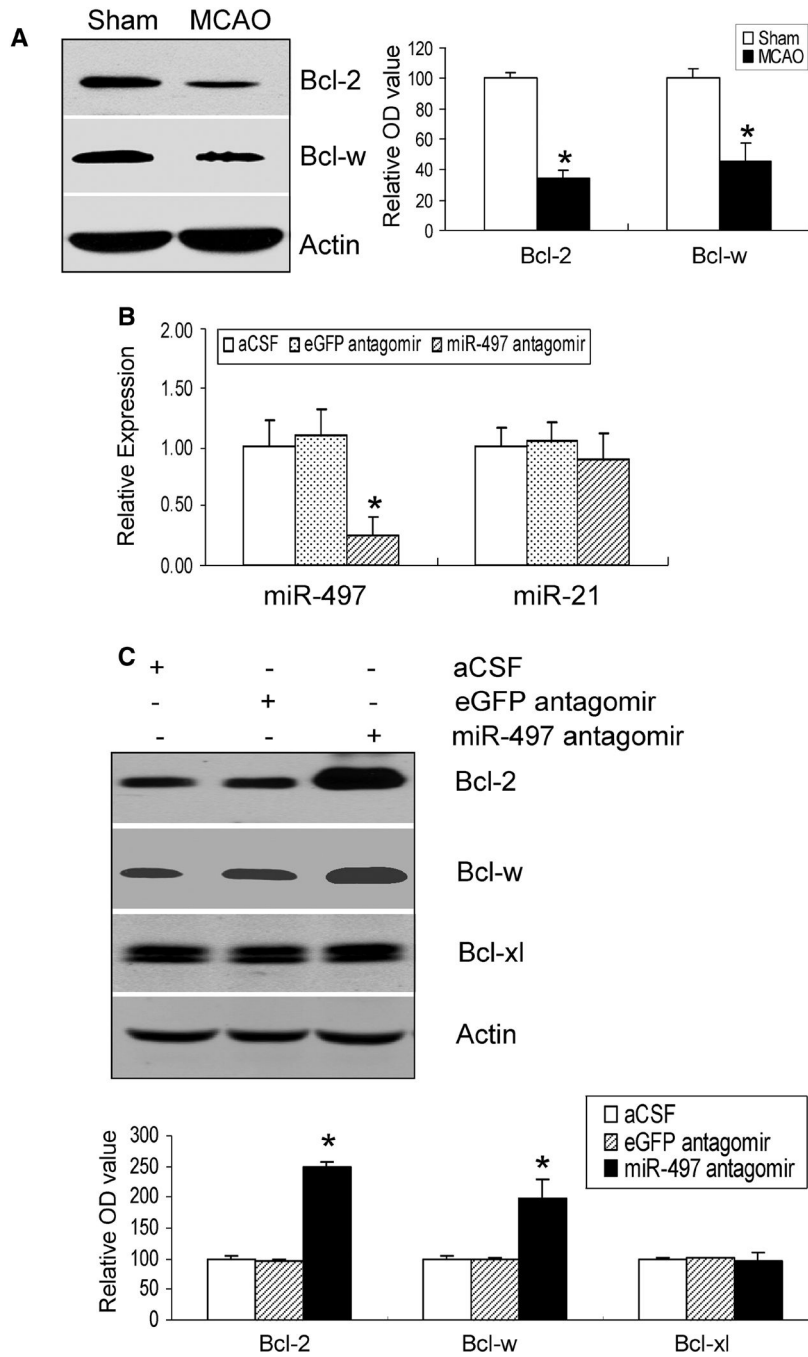 A
Sham MCAO
Bcl-2
Bcl-w
Actin
Relative OD value
120
100
80
60
40
20
0
Sham
MCAO
*
*
Bcl-2 Bcl-w
B
Relative Expression
2.00
1.50
1.00
0.50
0.00
aCSF eGFP antagomir miR-497 antagomir
*
miR-497 miR-21
C
+ - - aCSF
- + - eGFP antagomir
- - + miR-497 antagomir
Bcl-2
Bcl-w
Bcl-xl
Actin
aCSF
eGFP antagomir
miR-497 antagomir
Relative OD value
300
250
200
150
100
50
0
*
*
Bcl-2 Bcl-w Bcl-xl